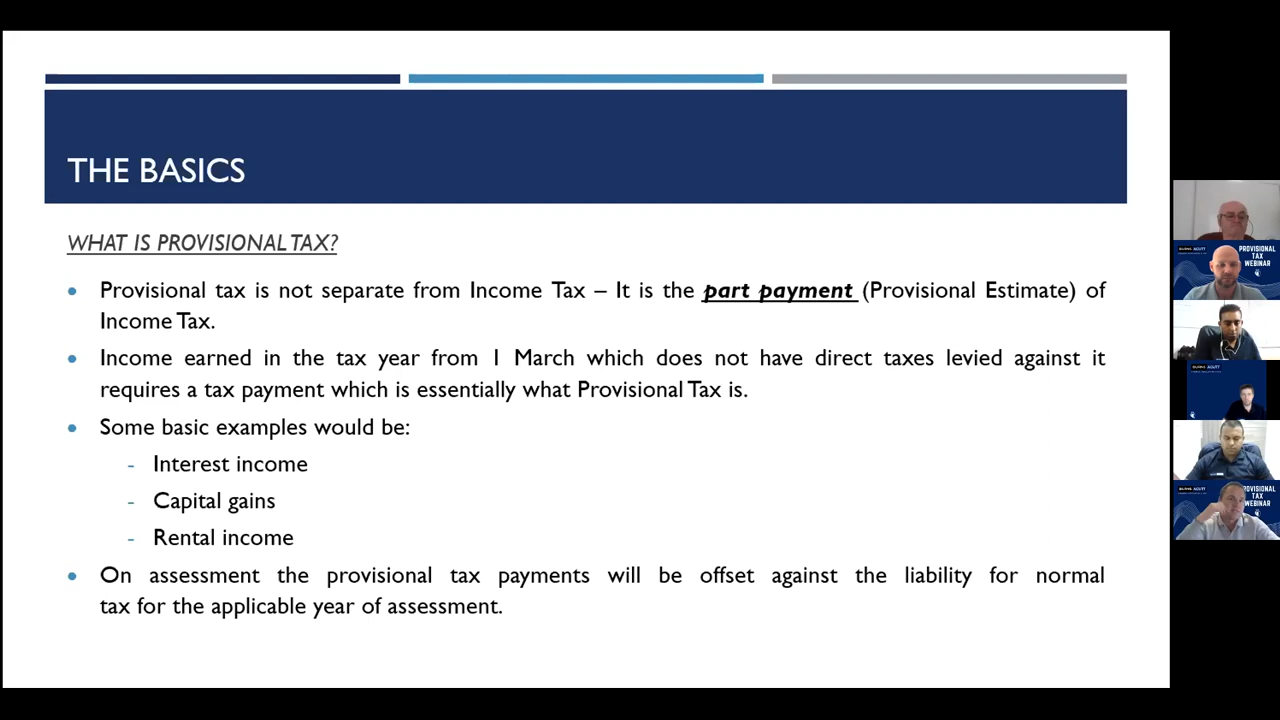 THE BASICS
WHAT IS PROVISIONAL TAX?
Provisional tax is not separate from Income Tax – It is the part payment (Provisional Estimate) of
Income Tax.
Income earned in the tax year from 1 March which does not have direct taxes levied against it
requires a tax payment which is essentially what Provisional Tax is.
Some basic examples would be:
- Interest income
- Capital gains
- Rental income
On assessment the provisional tax payments will be offset against the liability for normal
tax for the applicable year of assessment.
PROVISIONAL
TAX
WEBINAR
PROVISIONAL
TAX
WEBINAR